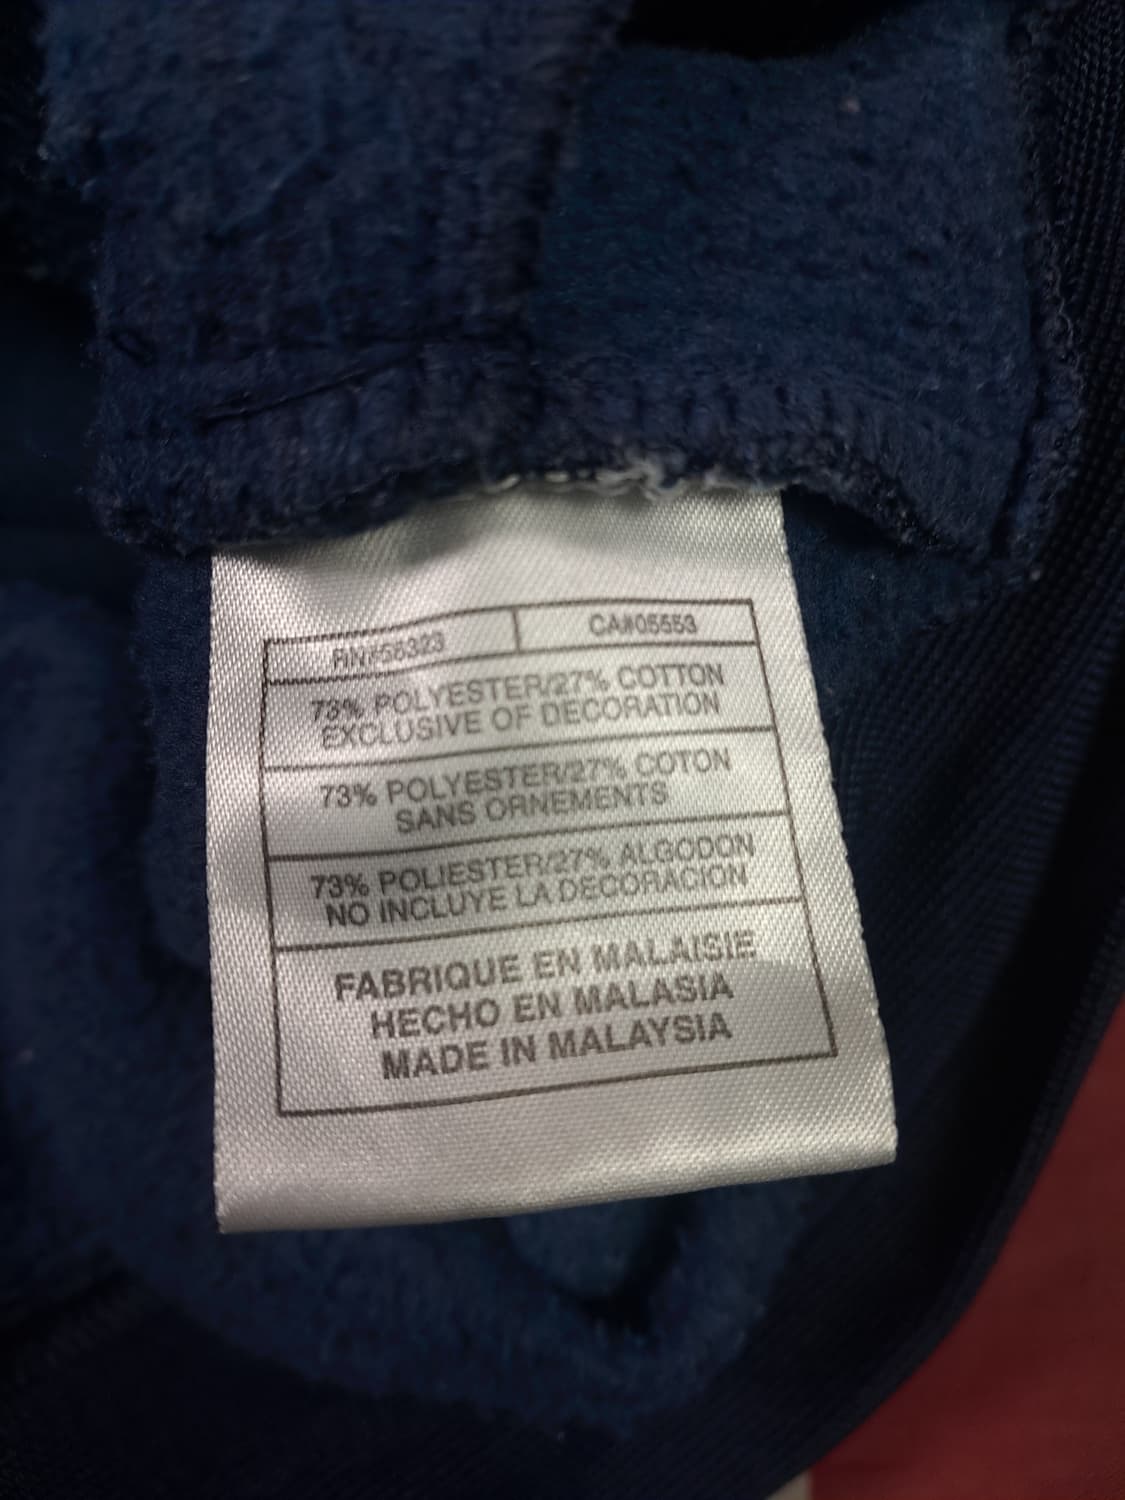 RN#56323 CA#05553
73% POLYESTER/27% COTTON
EXCLUSIVE OF DECORATION
73% POLYESTER/27% COTON
SANS ORNEMENTS
73% POLIESTER/27% ALGODON
NO INCLUYE LA DECORACION
FABRIQUE EN MALAISIE
HECHO EN MALASIA
MADE IN MALAYSIA